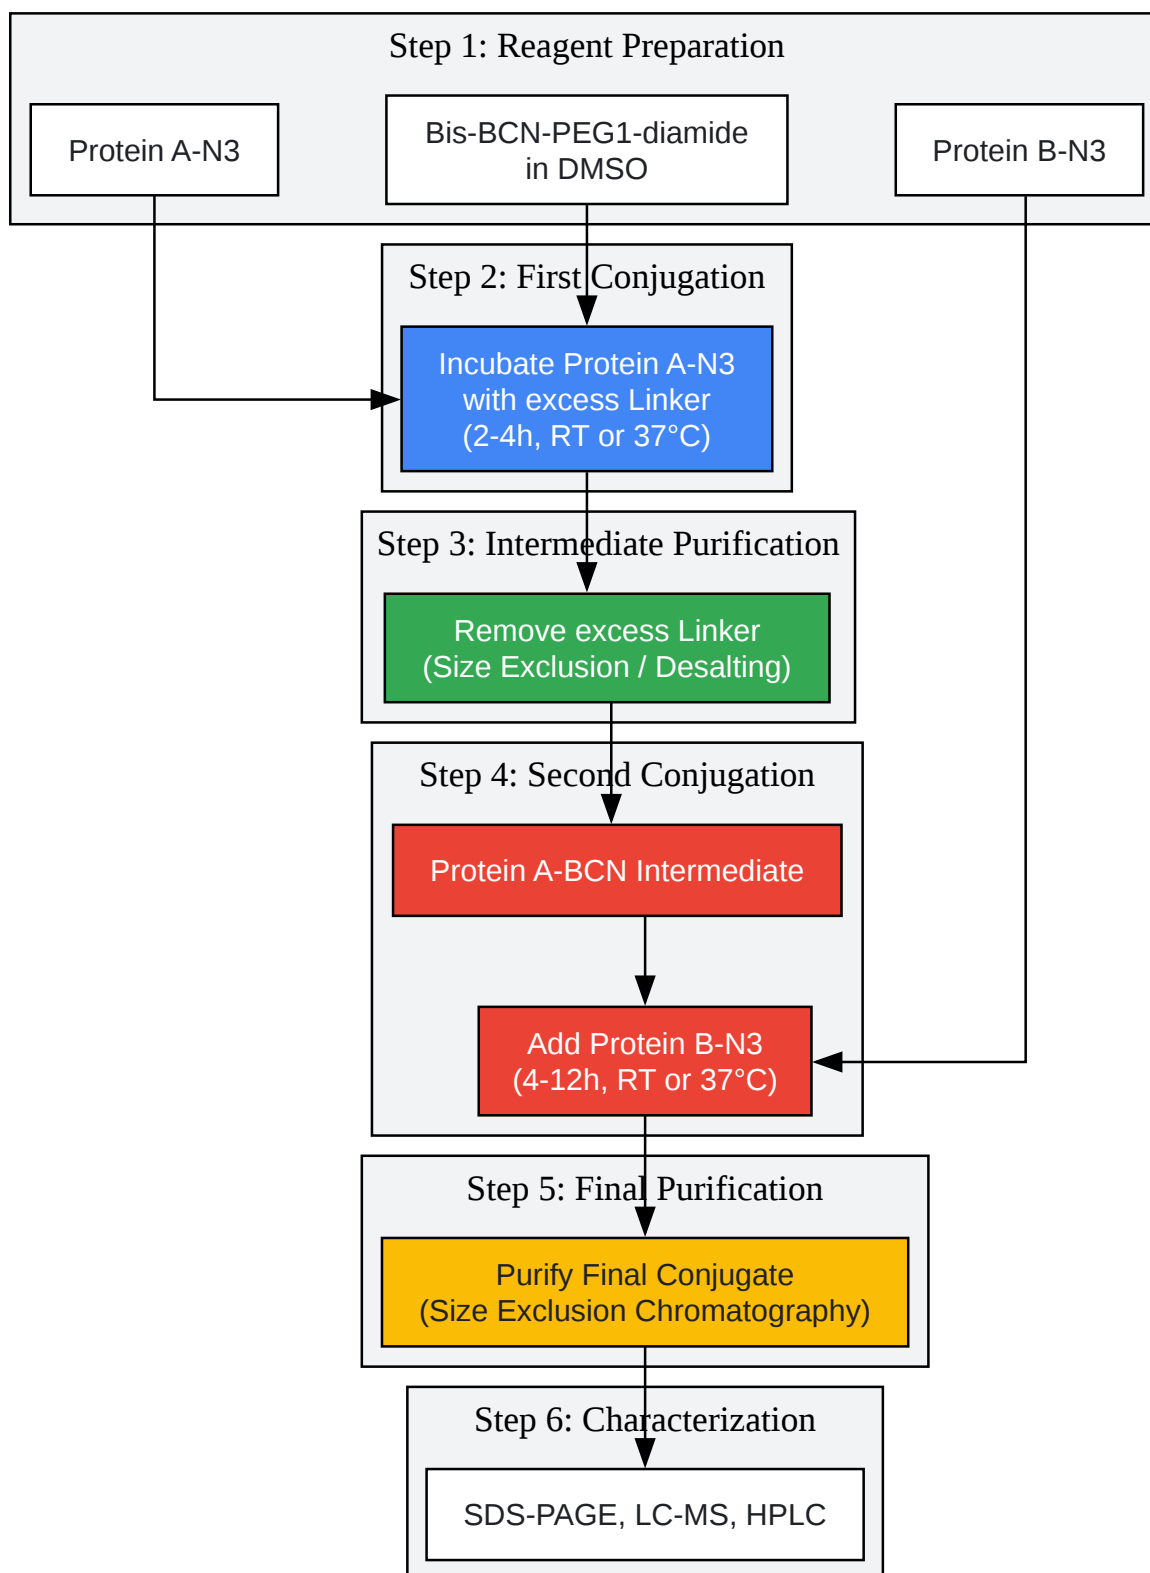 Step 1: Reagent Preparation
Protein A-N3
Bis-BCN-PEG1-diamide
in DMSO
Protein B-N3
Step 2: First Conjugation
Incubate Protein A-N3
with excess Linker
(2-4h, RT or 37°C)
Step 3: Intermediate Purification
Remove excess Linker
(Size Exclusion / Desalting)
Step 4: Second Conjugation
Protein A-BCN Intermediate
Add Protein B-N3
(4-12h, RT or 37°C)
Step 5: Final Purification
Purify Final Conjugate
(Size Exclusion Chromatography)
Step 6: Characterization
SDS-PAGE, LC-MS, HPLC